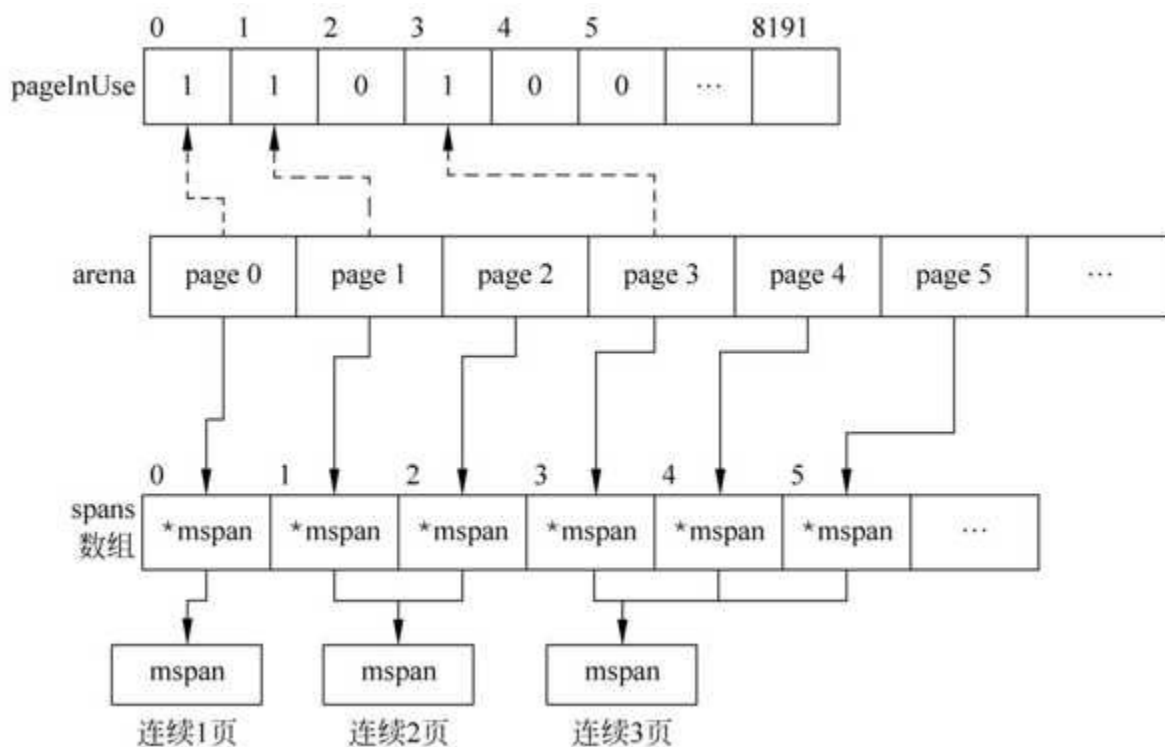 0 1 2 3 4 5 8191
pageInUse 1 1 0 1 0 0 …
arena page 0 page 1 page 2 page 3 page 4 page 5 …
0 1 2 3 4 5
spans
数组
*mspan *mspan *mspan *mspan *mspan *mspan …
mspan mspan mspan
连续1页 连续2页 连续3页